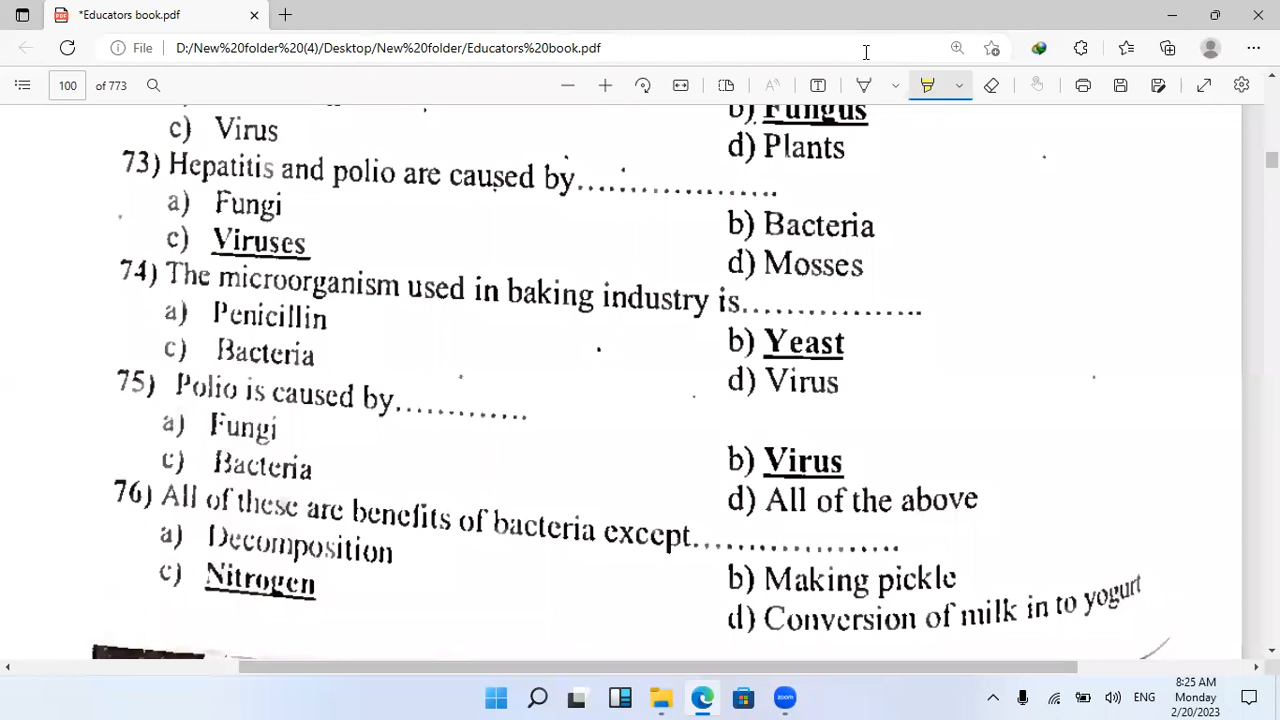 *Educators book.pdf
File
D:/New%20folder%20(4)/Desktop/New%20folder/Educators%20book.pdf
100 of 773
b) Fungus
c) Virus
d) Plants
73) Hepatitis and polio are caused by....................
a) Fungi
b) Bacteria
c) Viruses
d) Mosses
74) The microorganism used in baking industry is.................
a) Penicillin
b) Yeast
c) Bacteria
d) Virus
75) Polio is caused by.............
a) Fungi
b) Virus
c) Bacteria
d) All of the above
76) All of these are benefits of bacteria except....................
a) Decomposition
b) Making pickle
c) Nitrogen
d) Conversion of milk in to yogurt
ENG
8:25 AM
Monday
2/20/2023
zoom